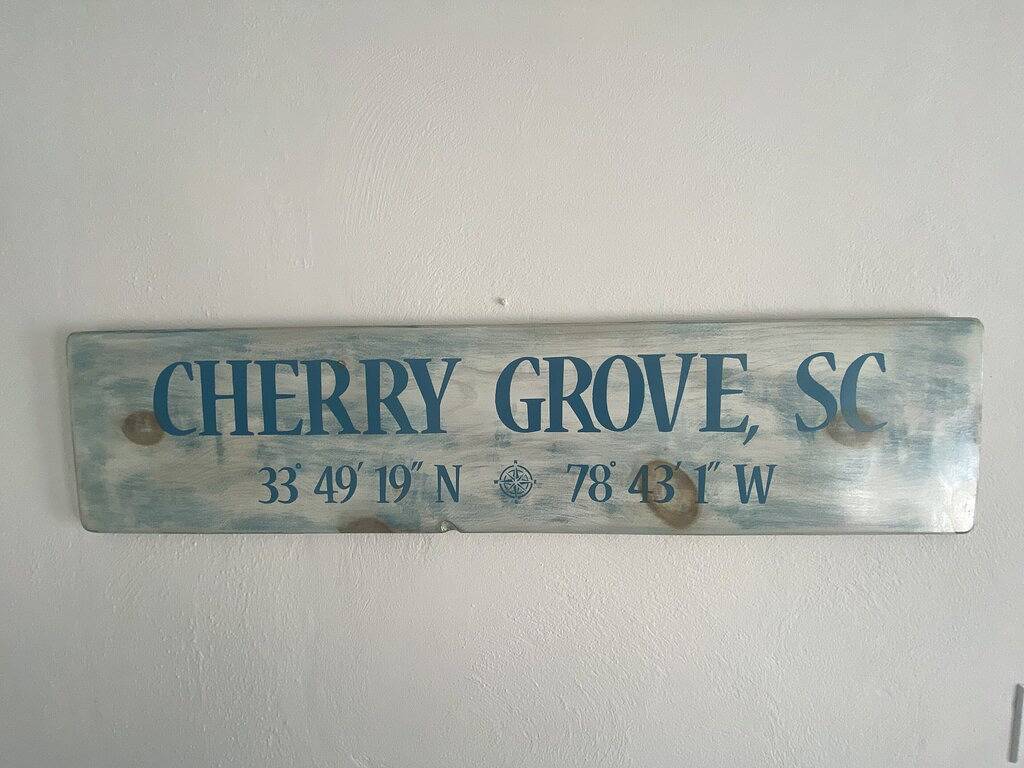 CHERRY GROVE, SC
33° 49' 19" N 78° 43' 1" W